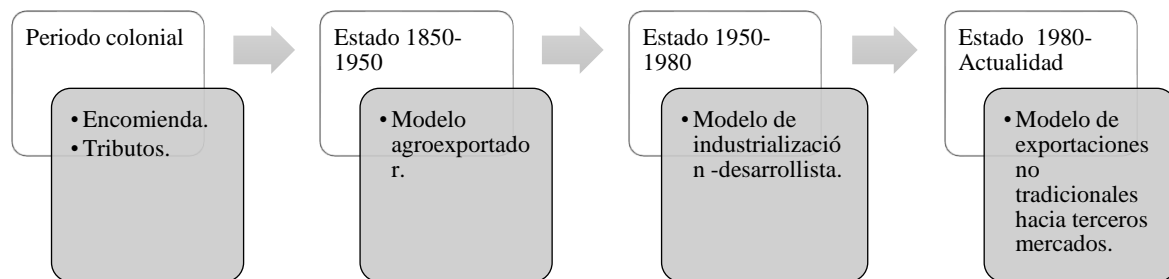 Periodo colonial
• Encomienda.
• Tributos.
Estado 1850-
1950
• Modelo
agroexportado
r.
Estado 1950-
1980
• Modelo de
industrializació
n -desarrollista.
Estado 1980-
Actualidad
• Modelo de
exportaciones
no
tradicionales
hacia terceros
mercados.